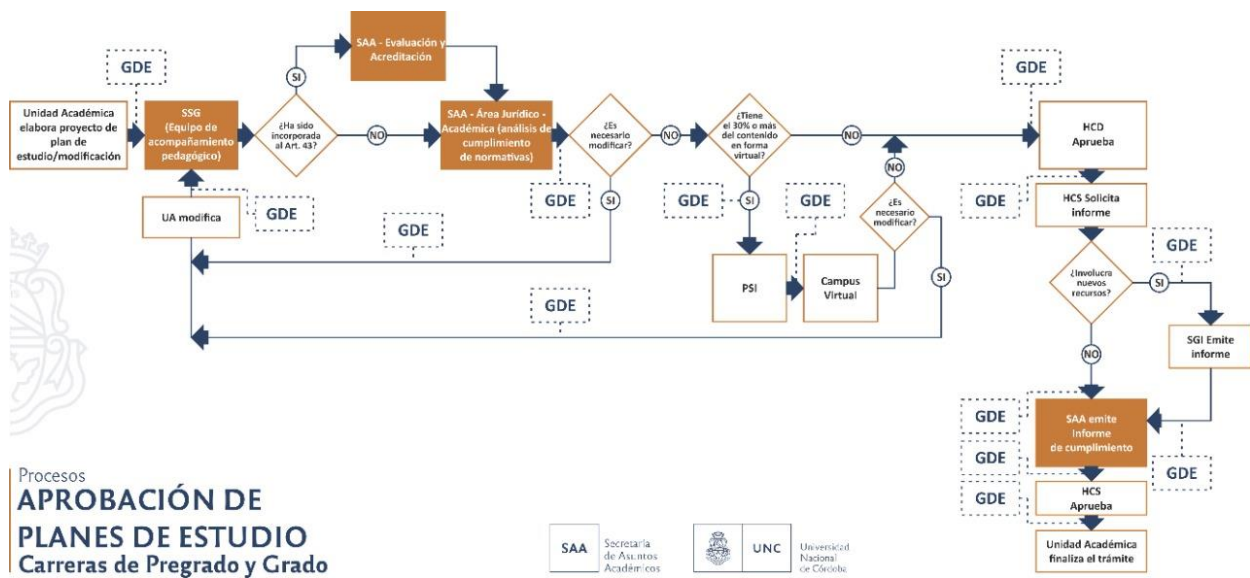 GDE
SAA - Evaluación y
Acreditación
GDE
Unidad Académica
elabora proyecto de
plan de
estudio/modificación
SSG
(Equipo de
acompañamiento
pedagógico)
SI
¿Ha sido
incorporada
al Art. 43?
NO
SAA - Área Jurídico -
Académica (análisis de
cumplimiento
de normativas)
¿Es
necesario
modificar?
NO
¿Tiene
el 30% o más
del contenido
en forma
virtual?
NO
HCD
Aprueba
GDE
UA modifica
GDE
GDE
SI
GDE
SI
GDE
NO
¿Es
necesario
modificar?
SI
GDE
HCS Solicita
informe
GDE
PSI
Campus
Virtual
¿Involucra
nuevos
recursos?
SI
GDE
NO
SGI Emite
informe
GDE
SAA emite
Informe
de cumplimiento
GDE
GDE
GDE
HCS
Aprueba
Unidad Académica
finaliza el trámite
Procesos
APROBACIÓN DE
PLANES DE ESTUDIO
Carreras de Pregrado y Grado
SAA
Secretaría
de Asuntos
Académicos
UNC
Universidad
Nacional
de Córdoba